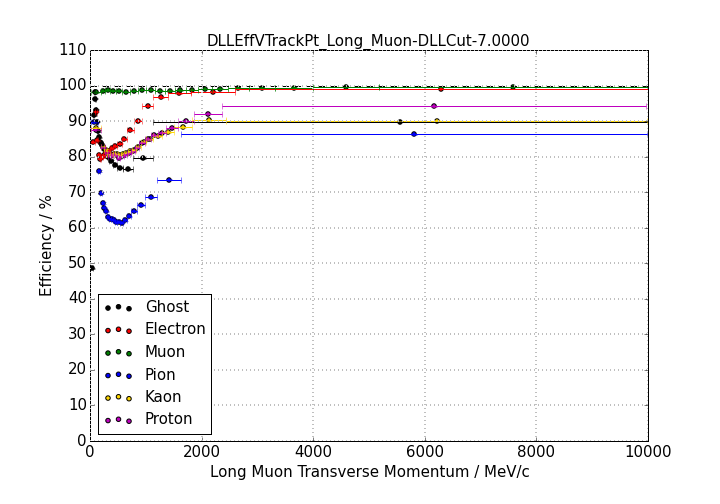 DLLEffVTrackPt_Long_Muon-DLLCut-7.0000
Efficiency / %
110
100
90
80
70
60
50
40
30
20
10
0
Ghost
Electron
Muon
Pion
Kaon
Proton
0 2000 4000 6000 8000 10000
Long Muon Transverse Momentum / MeV/c